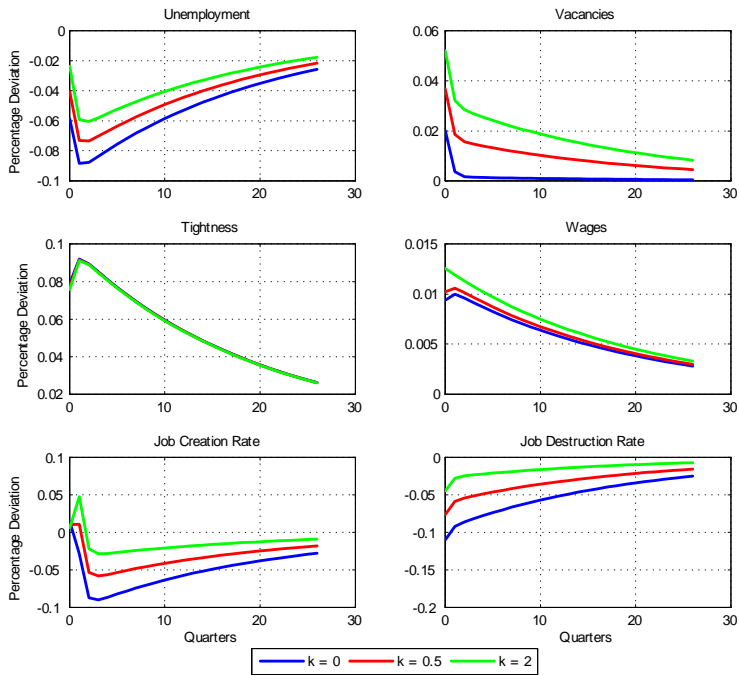 Unemployment
Percentage Deviation
0
-0.02
-0.04
-0.06
-0.08
-0.1
0 10 20 30
Vacancies
0.06
0.04
0.02
0
0 10 20 30
Tightness
Percentage Deviation
0.1
0.08
0.06
0.04
0.02
0 10 20 30
Wages
0.015
0.01
0.005
0
0 10 20 30
Job Creation Rate
Percentage Deviation
0.1
0.05
0
-0.05
-0.1
0 10 20 30
Quarters
Job Destruction Rate
0
-0.05
-0.1
-0.15
-0.2
0 10 20 30
Quarters
k = 0 k = 0.5 k = 2